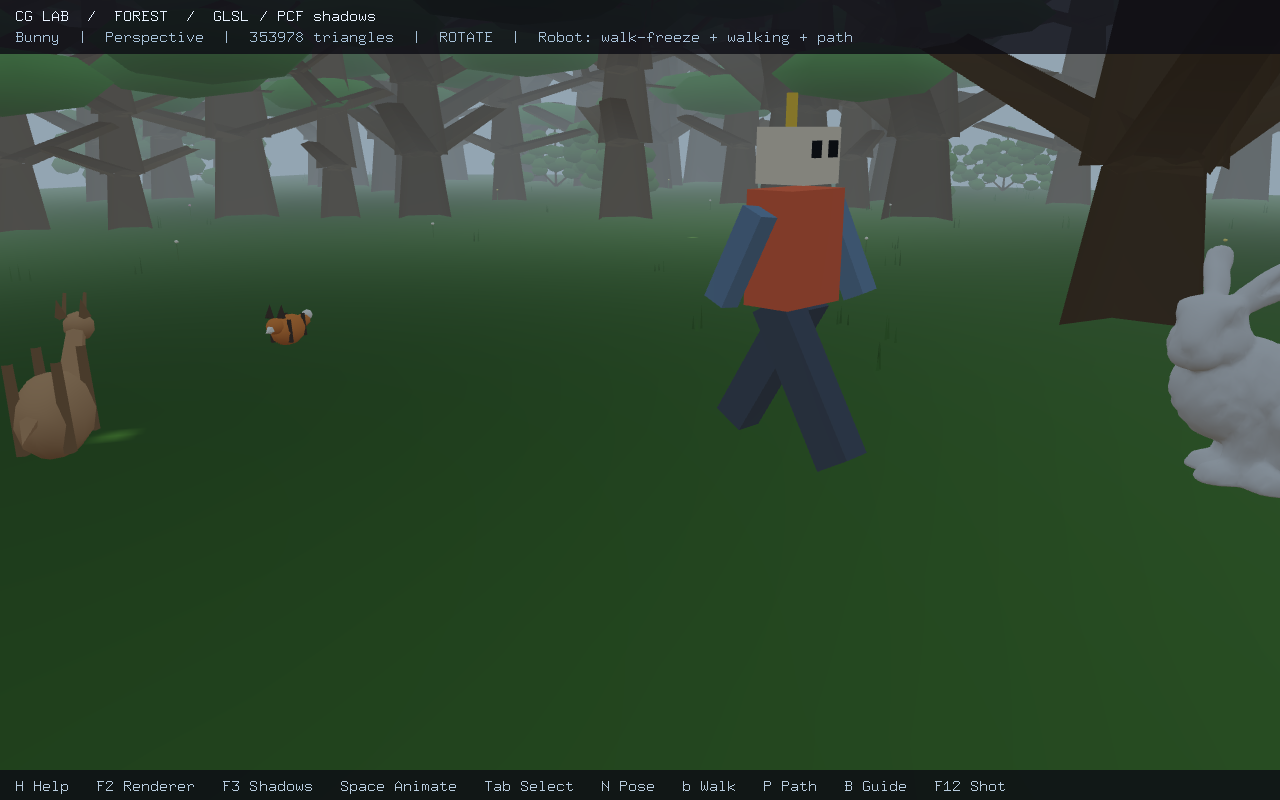 CG LAB / FOREST / GLSL / PCF shadows
Bunny | Perspective | 353978 triangles | ROTATE | Robot: walk-freeze + walking + path
H Help F2 Renderer F3 Shadows Space Animate Tab Select N Pose b Walk P Path B Guide F12 Shot